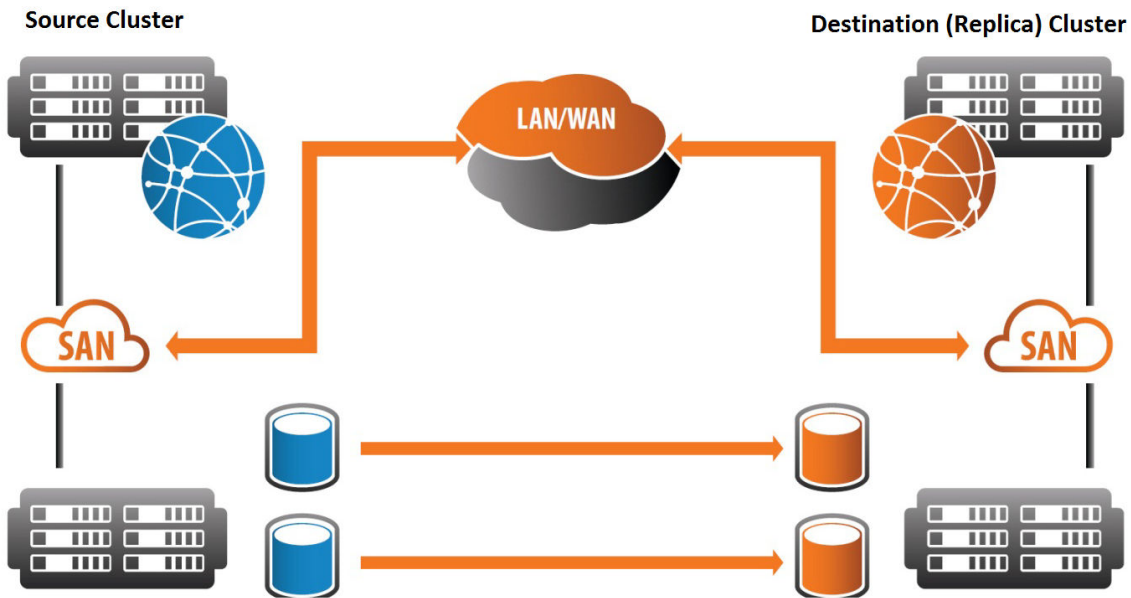 Source Cluster
Destination (Replica) Cluster
LAN/WAN
SAN
SAN